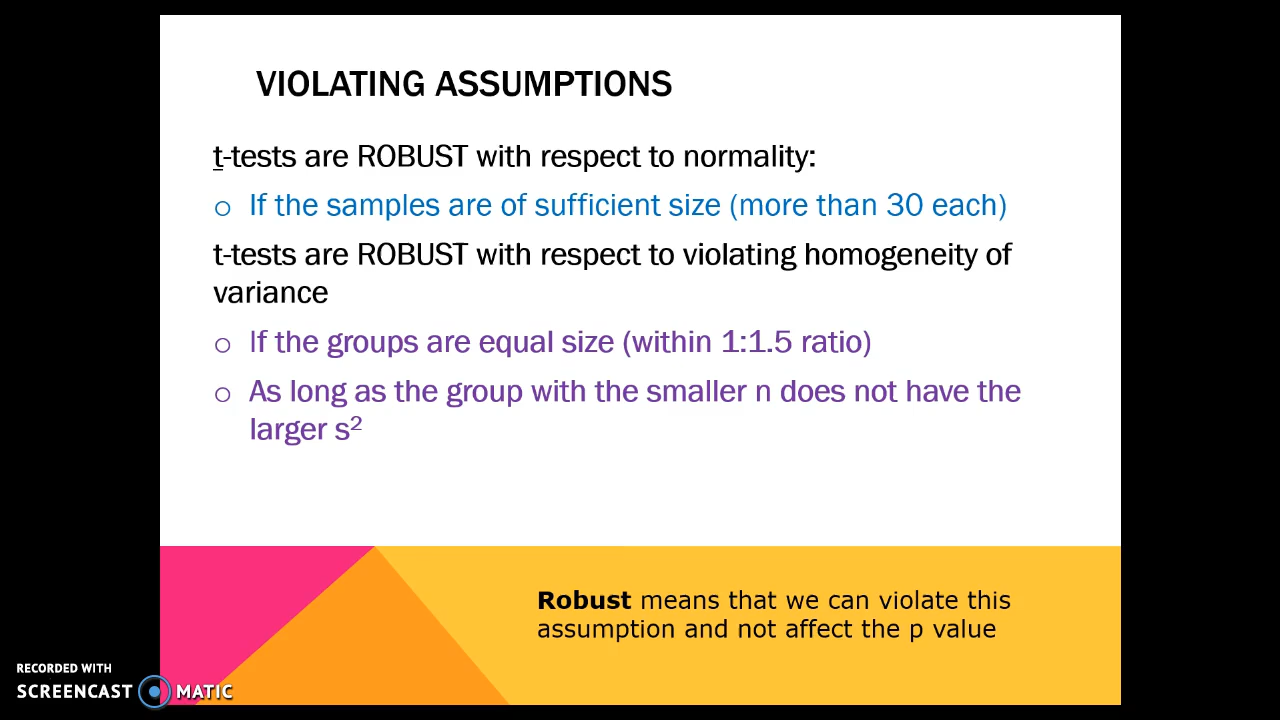 VIOLATING ASSUMPTIONS
t-tests are ROBUST with respect to normality:
o If the samples are of sufficient size (more than 30 each)
t-tests are ROBUST with respect to violating homogeneity of
variance
o If the groups are equal size (within 1:1.5 ratio)
o As long as the group with the smaller n does not have the
larger s²
Robust means that we can violate this
assumption and not affect the p value
RECORDED WITH
SCREENCAST MATIC